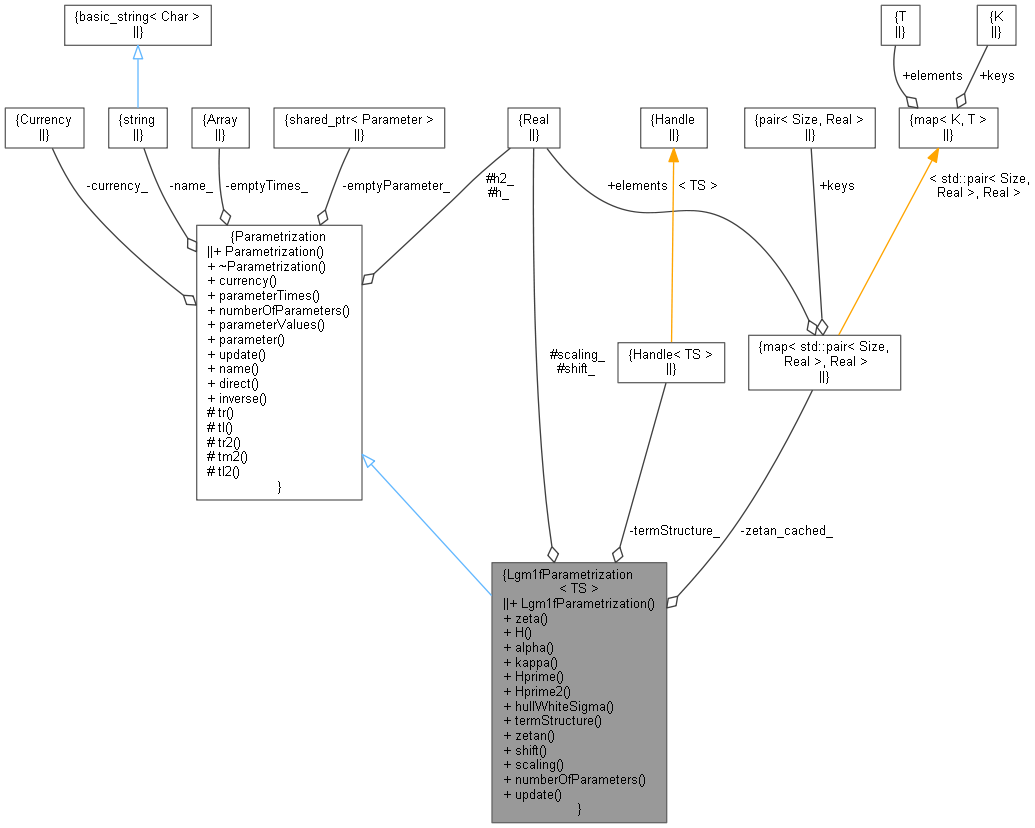 {basic_string< Char >
||}
{T
||}
{K
||}
+elements
+keys
{Currency
||}
{string
||}
{Array
||}
{shared_ptr< Parameter >
||}
{Real
||}
{Handle
||}
{pair< Size, Real >
||}
{map< K, T >
||}
-currency_
-name_
-emptyTimes_
-emptyParameter_
#h2_
#h_
+elements
< TS >
+keys
< std::pair< Size,
Real >, Real >
{Parametrization
||+ Parametrization()
+ ~Parametrization()
+ currency()
+ parameterTimes()
+ numberOfParameters()
+ parameterValues()
+ parameter()
+ update()
+ name()
+ direct()
+ inverse()
# tr()
# tl()
# tr2()
# tm2()
# tl2()
}
#scaling_
#shift_
{Handle< TS >
||}
{map< std::pair< Size,
Real >, Real >
||}
-termStructure_
-zetan_cached_
{Lgm1fParametrization
< TS >
||+ Lgm1fParametrization()
+ zeta()
+ H()
+ alpha()
+ kappa()
+ Hprime()
+ Hprime2()
+ hullWhiteSigma()
+ termStructure()
+ zetan()
+ shift()
+ scaling()
+ numberOfParameters()
+ update()
}